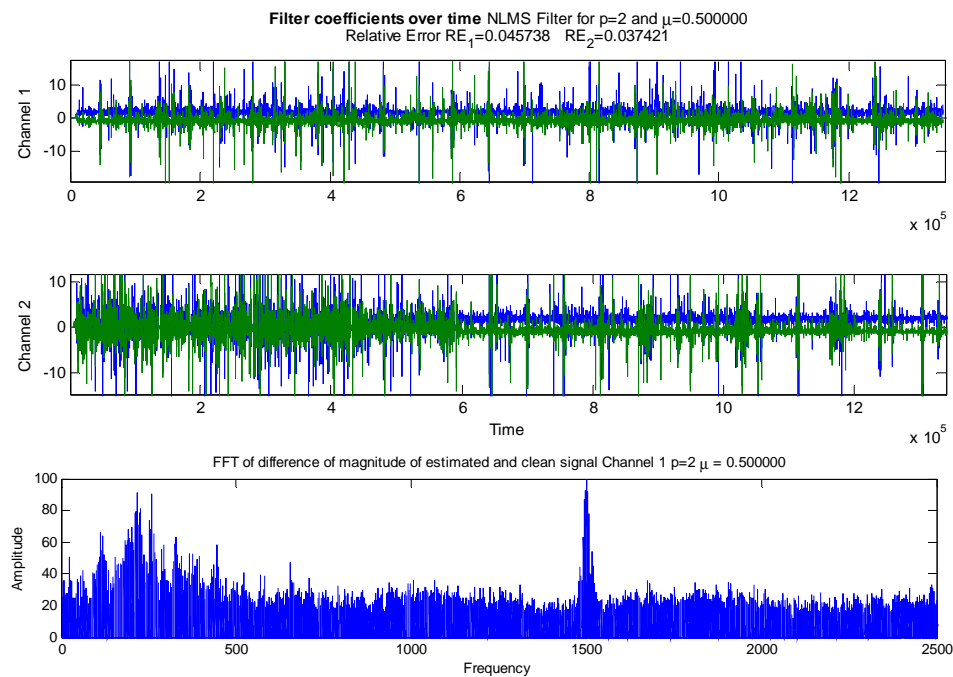 Filter coefficients over time NLMS Filter for p=2 and μ=0.500000
Relative Error RE1=0.045738 RE2=0.037421
Channel 1
10
0
-10
0 2 4 6 8 10 12
x 10^5
Channel 2
10
0
-10
2 4 6 8 10 12
Time
x 10^5
FFT of difference of magnitude of estimated and clean signal Channel 1 p=2 μ = 0.500000
Amplitude
100
80
60
40
20
0
0 500 1000 1500 2000 2500
Frequency